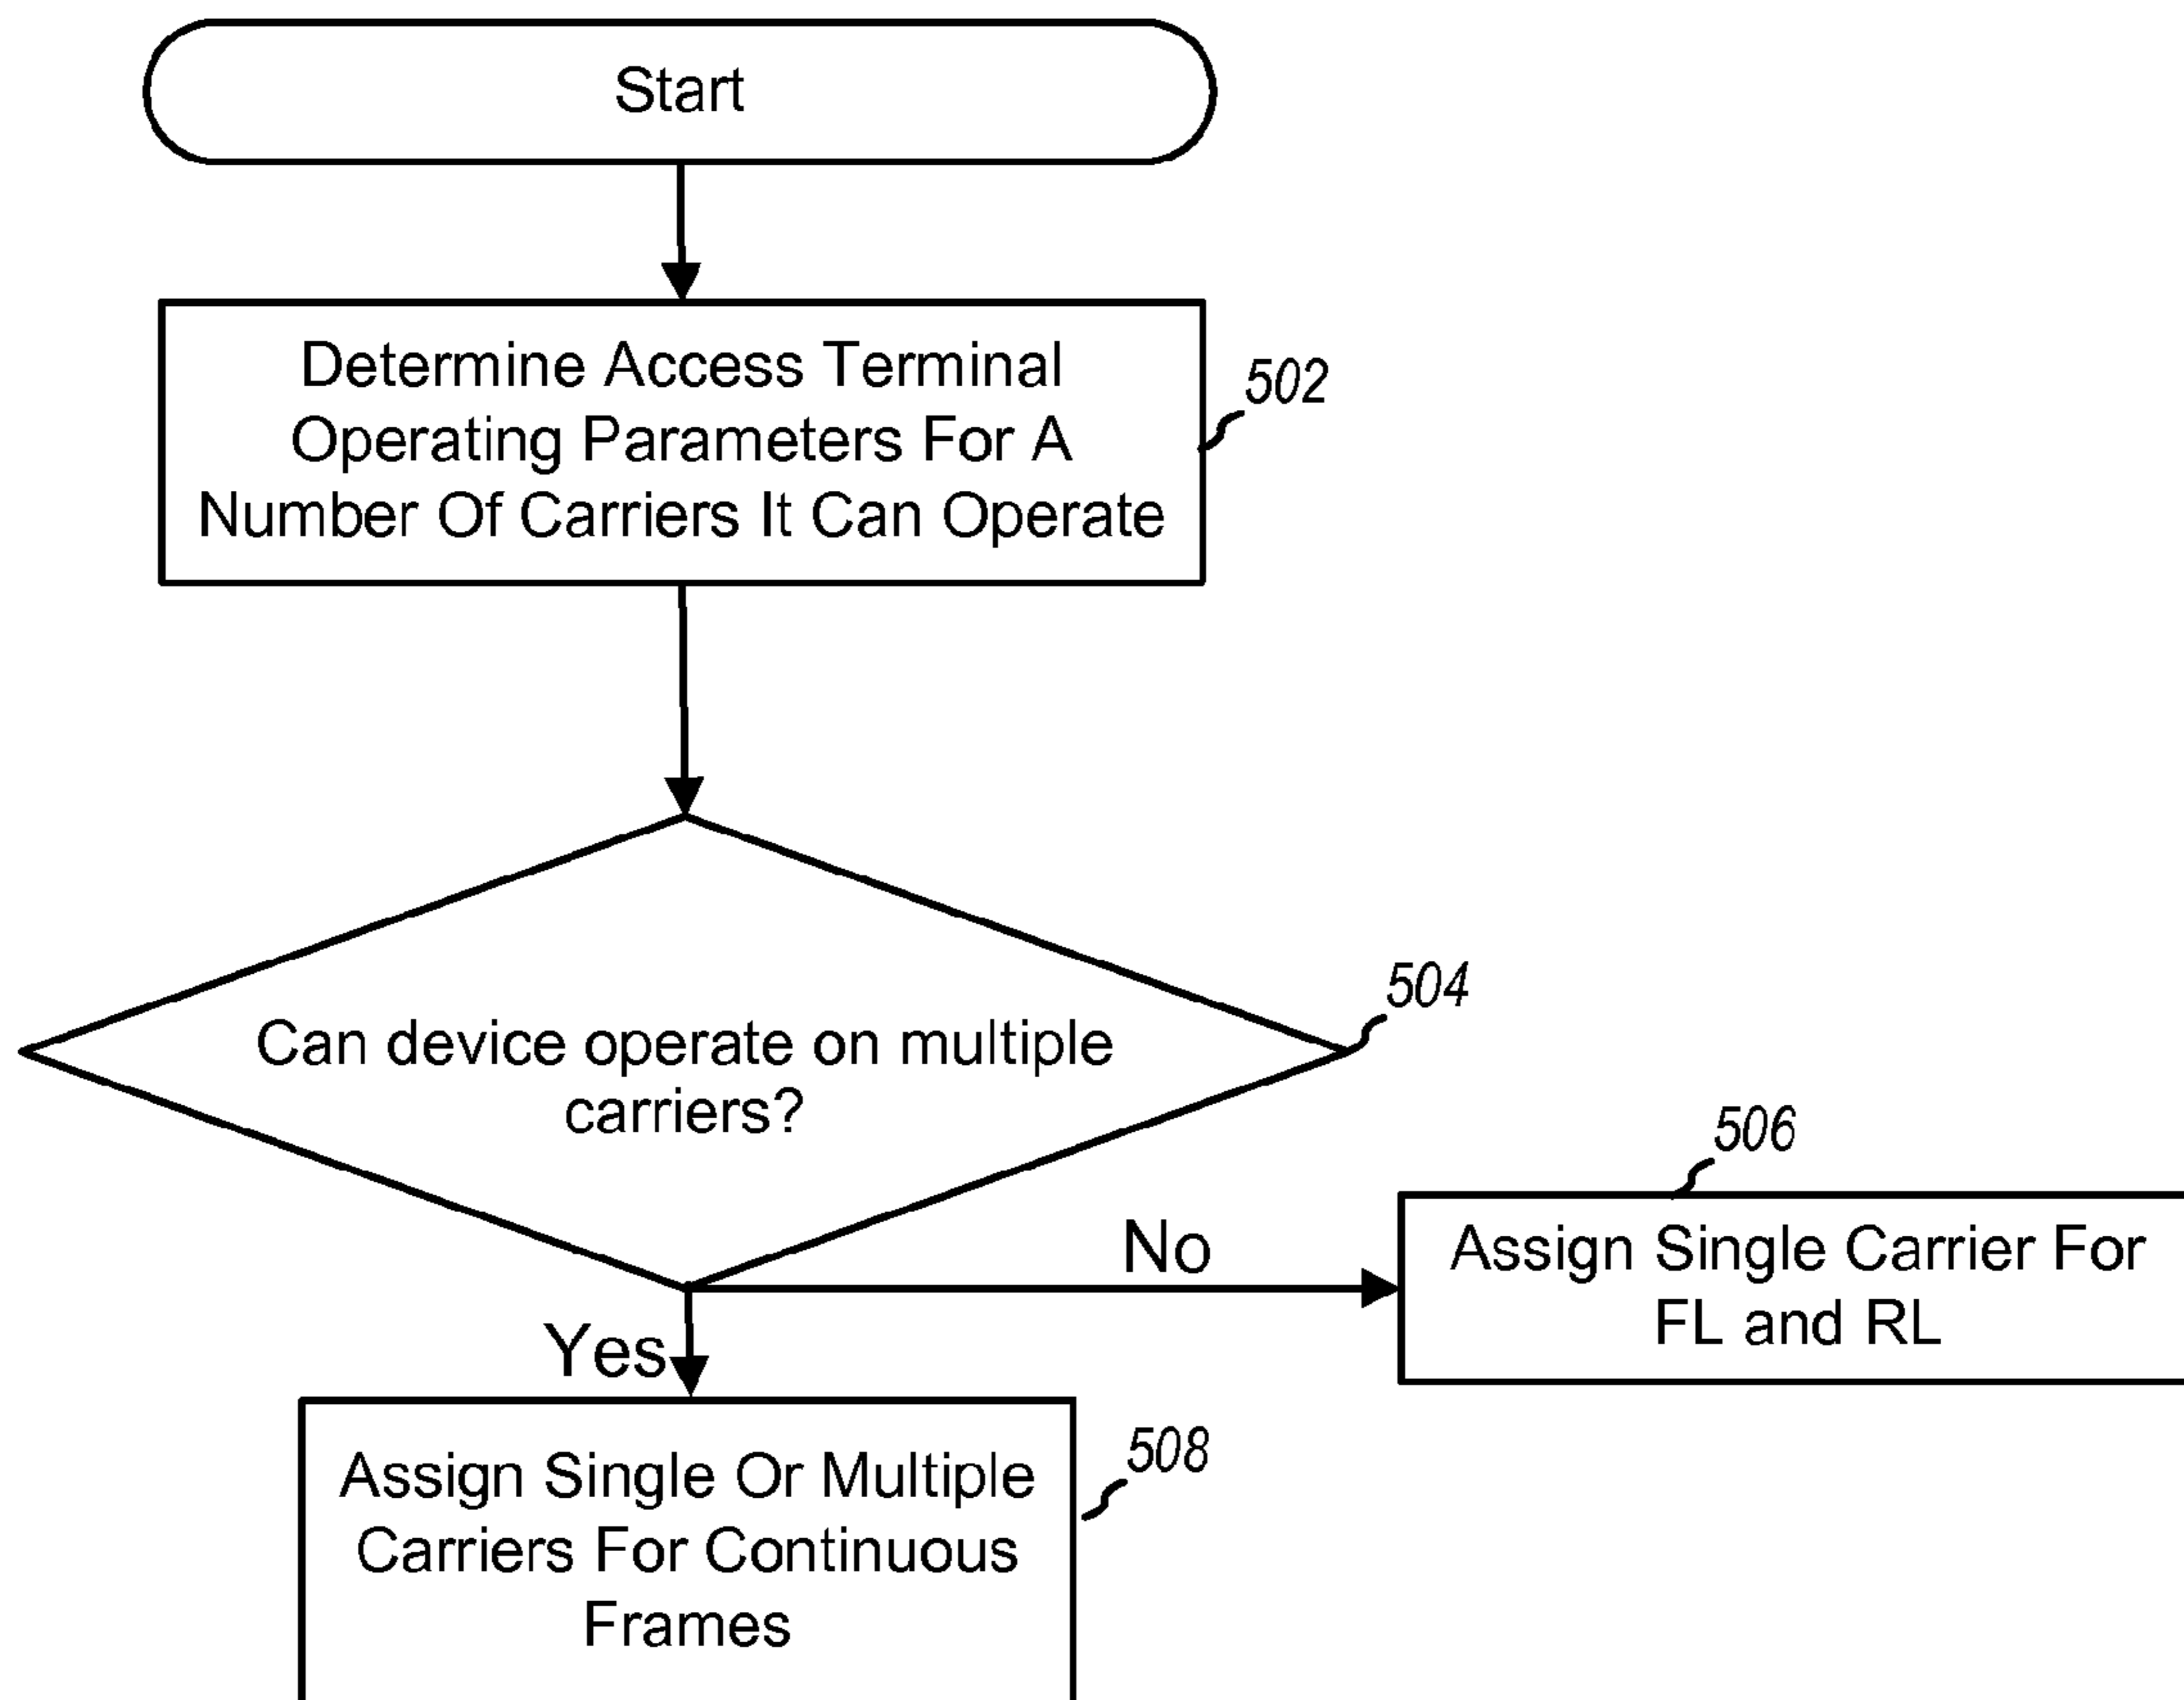 Start
Determine Access Terminal
Operating Parameters For A
Number Of Carriers It Can Operate
502
Can device operate on multiple
carriers?
504
506
No
Assign Single Carrier For
FL and RL
Yes
Assign Single Or Multiple
Carriers For Continuous
Frames
508